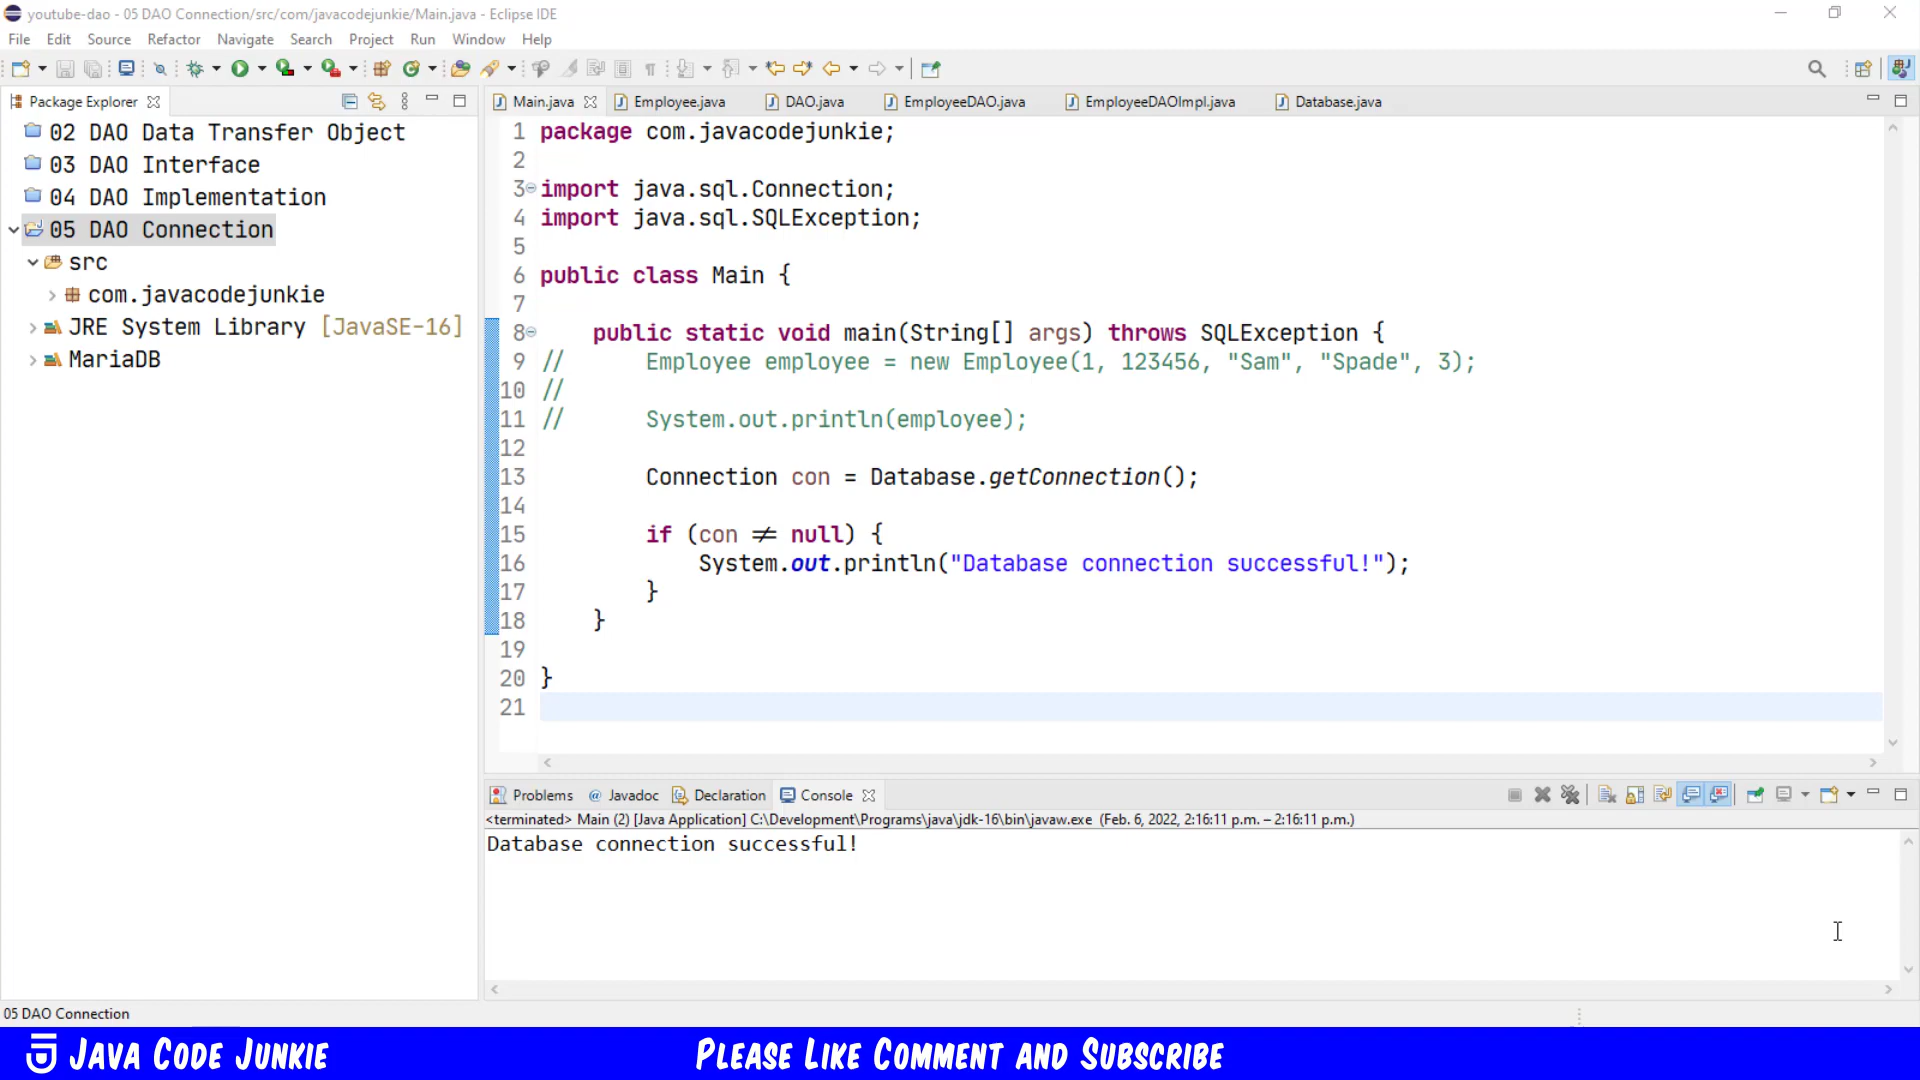 youtube-dao - 05 DAO Connection/src/com/javacodejunkie/Main.java - Eclipse IDE
File Edit Source Refactor Navigate Search Project Run Window Help
Package Explorer
02 DAO Data Transfer Object
03 DAO Interface
04 DAO Implementation
05 DAO Connection
src
com.javacodejunkie
JRE System Library [JavaSE-16]
MariaDB
Main.java Employee.java DAO.java EmployeeDAO.java EmployeeDAOImpl.java Database.java
1 package com.javacodejunkie;
2
3 import java.sql.Connection;
4 import java.sql.SQLException;
5
6 public class Main {
7
8 public static void main(String[] args) throws SQLException {
9 // Employee employee = new Employee(1, 123456, "Sam", "Spade", 3);
10 //
11 // System.out.println(employee);
12
13 Connection con = Database.getConnection();
14
15 if (con ≠ null) {
16 System.out.println("Database connection successful!");
17 }
18 }
19
20 }
21
Problems @ Javadoc Declaration Console
<terminated> Main (2) [Java Application] C:\Development\Programs\java\jdk-16\bin\javaw.exe (Feb. 6, 2022, 2:16:11 p.m. – 2:16:11 p.m.)
Database connection successful!
05 DAO Connection
JAVA CODE JUNKIE
PLEASE LIKE COMMENT AND SUBSCRIBE